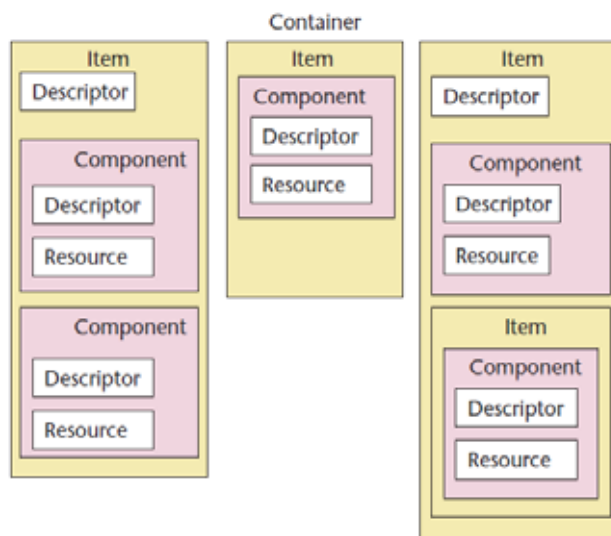 Container
Item
Descriptor
Component
Descriptor
Resource
Component
Descriptor
Resource
Item
Component
Descriptor
Resource
Item
Descriptor
Component
Descriptor
Resource
Item
Component
Descriptor
Resource